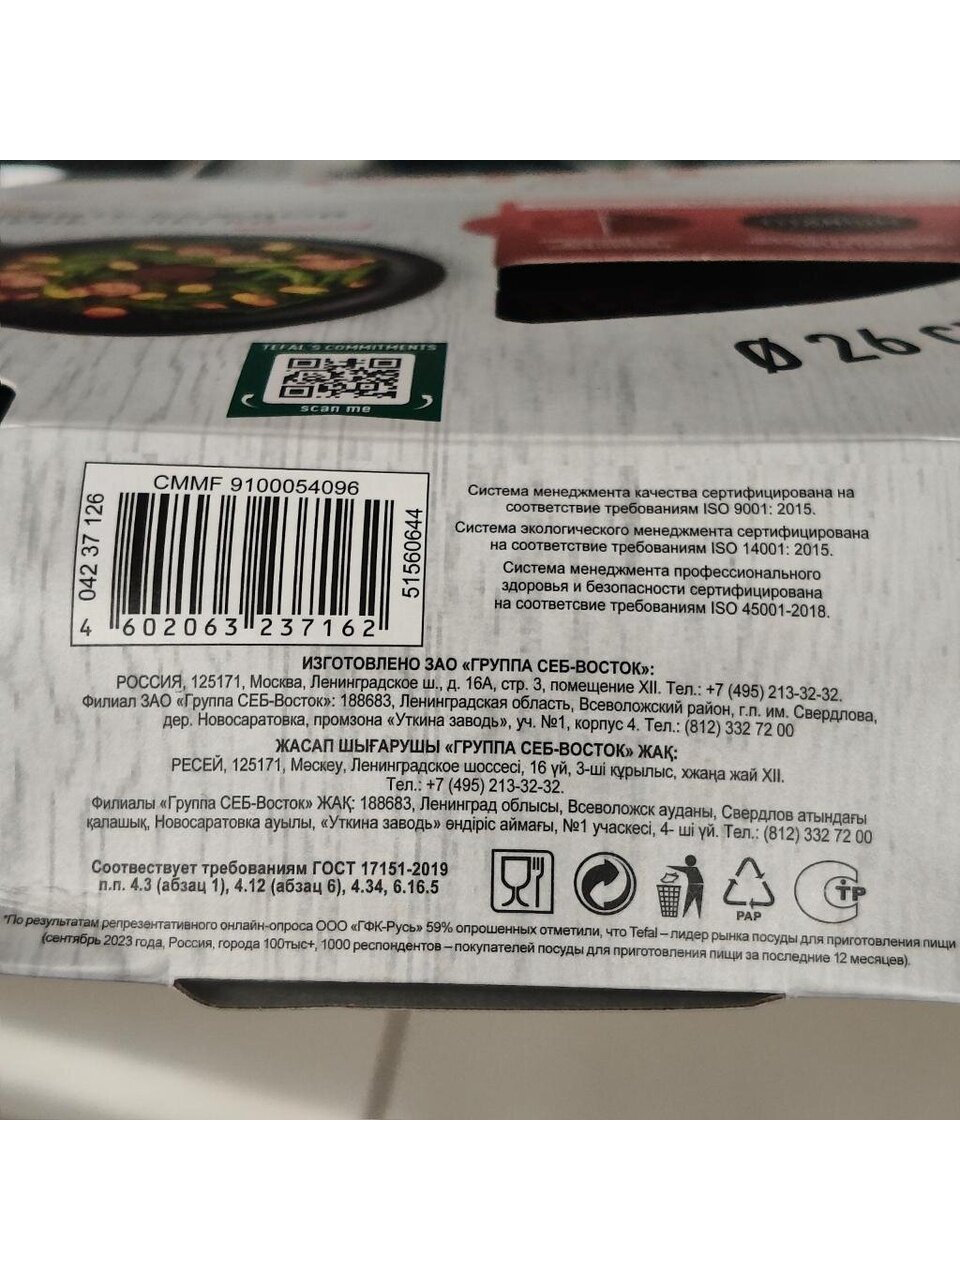 Ø 26 c
TEFAL'S COMMITMENTS
scan me
CMMF 9100054096
042 37 126
51560644
4 602063 237162
Система менеджмента качества сертифицирована на
соответствие требованиям ISO 9001: 2015.
Система экологического менеджмента сертифицирована
на соответствие требованиям ISO 14001: 2015.
Система менеджмента профессионального
здоровья и безопасности сертифицирована
на соответсвие требованиям ISO 45001-2018.
ИЗГОТОВЛЕНО ЗАО «ГРУППА СЕБ-ВОСТОК»:
РОССИЯ, 125171, Москва, Ленинградское ш., д. 16А, стр. 3, помещение XII. Тел.: +7 (495) 213-32-32.
Филиал ЗАО «Группа СЕБ-Восток»: 188683, Ленинградская область, Всеволожский район, г.п. им. Свердлова,
дер. Новосаратовка, промзона «Уткина заводь», уч. №1, корпус 4. Тел.: (812) 332 72 00
ЖАСАП ШЫҒАРУШЫ «ГРУППА СЕБ-ВОСТОК» ЖАҚ:
РЕСЕЙ, 125171, Мәскеу, Ленинградское шоссесі, 16 үй, 3-ші құрылыс, хжаңа жай XII.
Тел.: +7 (495) 213-32-32.
Филиалы «Группа СЕБ-Восток» ЖАҚ: 188683, Ленинград облысы, Всеволожск ауданы, Свердлов атындағы
қалашық, Новосаратовка ауылы, «Уткина заводь» өндіріс аймағы, №1 учаскесі, 4- ші үй. Тел.: (812) 332 72 00
Соотвествует требованиям ГОСТ 17151-2019
п.п. 4.3 (абзац 1), 4.12 (абзац 6), 4.34, 6.16.5
PAP
СТР
*По результатам репрезентативного онлайн-опроса ООО «ГФК-Русь» 59% опрошенных отметили, что Tefal – лидер рынка посуды для приготовления пищи
(сентябрь 2023 года, Россия, города 100тыс+, 1000 респондентов – покупателей посуды для приготовления пищи за последние 12 месяцев).